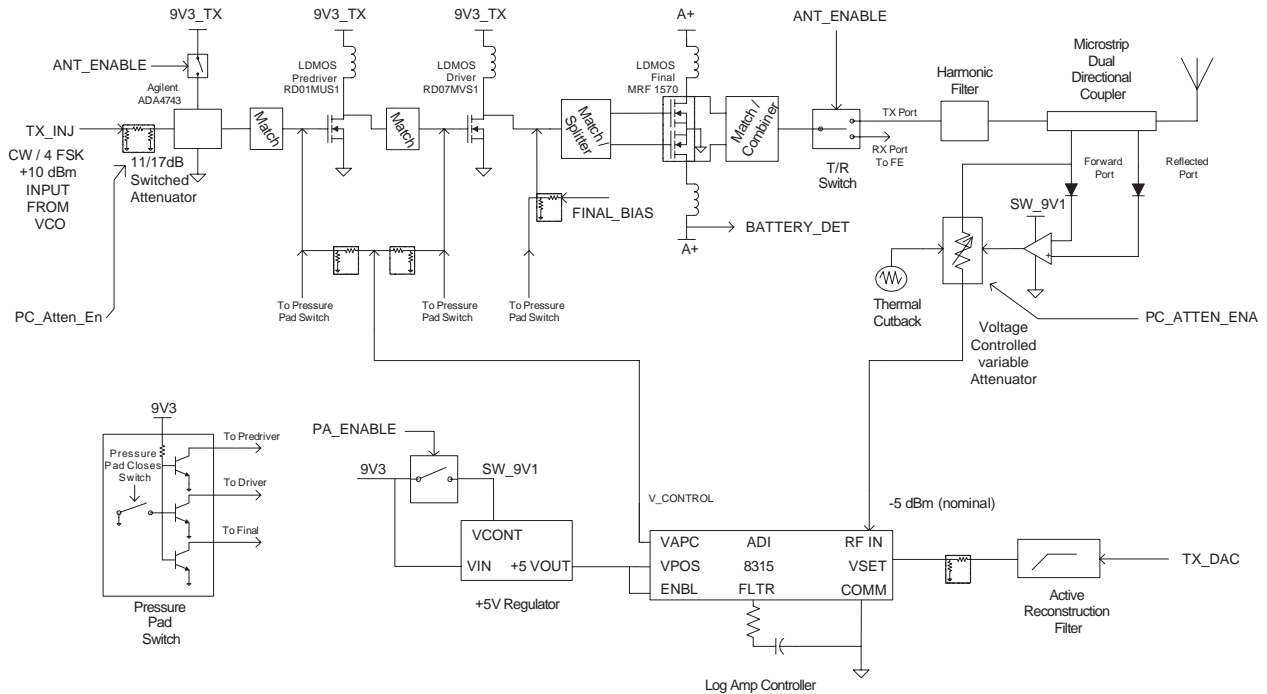 9V3_TX
9V3_TX
9V3_TX
A+
ANT_ENABLE
ANT_ENABLE
Agilent
ADA4743
LDMOS
Predriver
RD01MUS1
LDMOS
Driver
RD07MVS1
LDMOS
Final
MRF 1570
Harmonic
Filter
Microstrip
Dual
Directional
Coupler
TX_INJ
CW / 4 FSK
+10 dBm
INPUT
FROM
VCO
11/17dB
Switched
Attenuator
Match
Match
Match /
Splitter
Match /
Combiner
TX Port
RX Port
To FE
T/R
Switch
Forward
Port
Reflected
Port
SW_9V1
+
FINAL_BIAS
BATTERY_DET
A+
Thermal
Cutback
PC_Atten_En
To Pressure
Pad Switch
To Pressure
Pad Switch
To Pressure
Pad Switch
Voltage
Controlled
variable
Attenuator
PC_ATTEN_ENA
9V3
To Predriver
Pressure
Pad Closes
Switch
To Driver
To Final
Pressure
Pad
Switch
PA_ENABLE
9V3
SW_9V1
VCONT
VIN
+5 VOUT
+5V Regulator
V_CONTROL
-5 dBm (nominal)
VAPC
ADI
RF IN
VPOS
8315
VSET
ENBL
FLTR
COMM
TX_DAC
Active
Reconstruction
Filter
Log Amp Controller